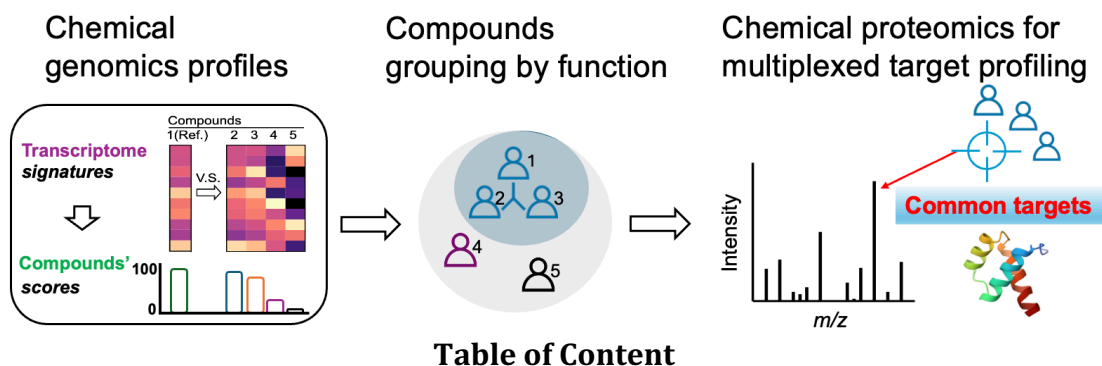 Chemical
genomics profiles
Compounds
1(Ref.) 2 3 4 5
Transcriptome
signatures
V.S.
Compounds’
scores
100
0
Compounds
grouping by function
1
2
3
4
5
Chemical proteomics for
multiplexed target profiling
Common targets
Intensity
m/z
Table of Content